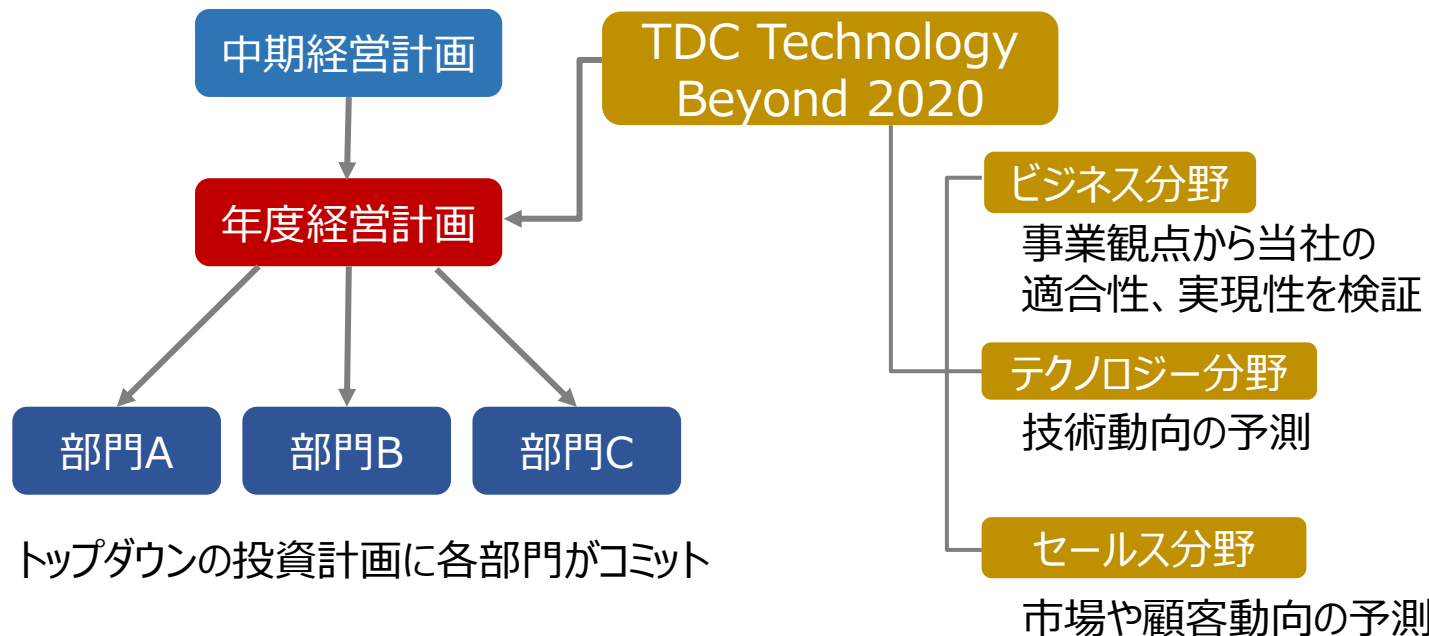 中期経営計画
TDC Technology
Beyond 2020
年度経営計画
部門A
部門B
部門C
トップダウンの投資計画に各部門がコミット
ビジネス分野
事業観点から当社の
適合性、実現性を検証
テクノロジー分野
技術動向の予測
セールス分野
市場や顧客動向の予測